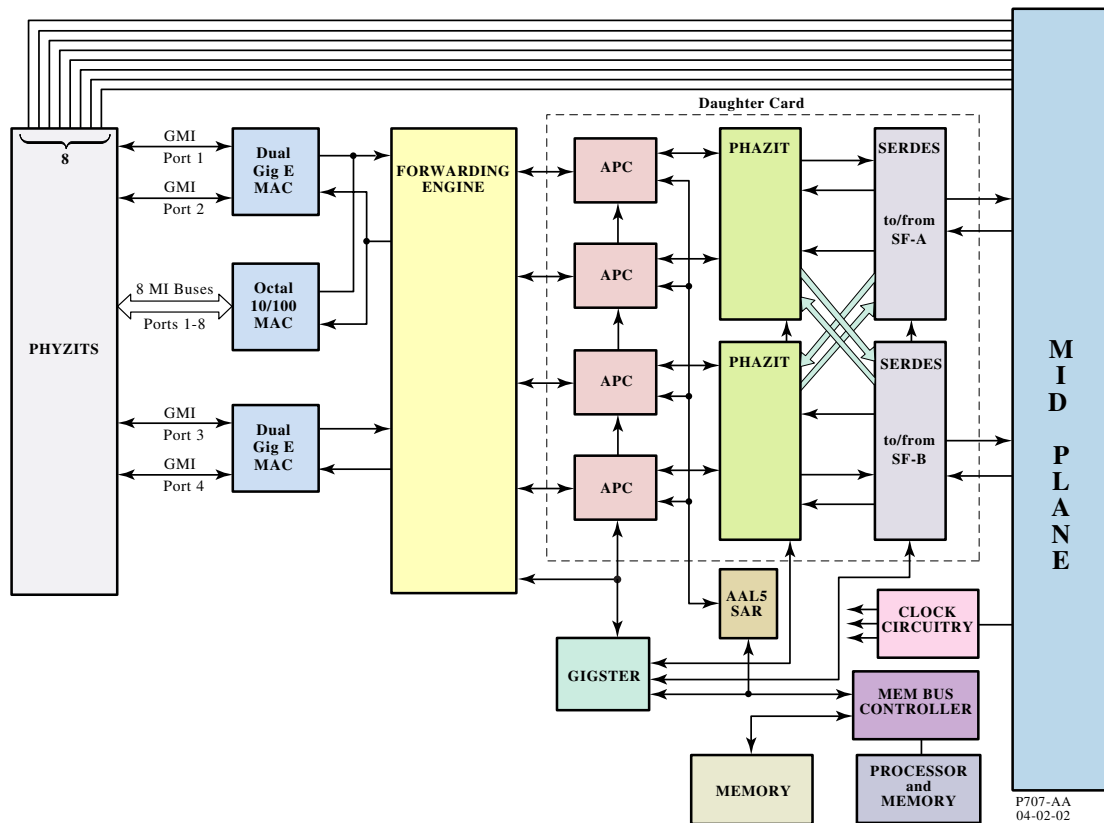 Daughter Card
8
GMI
Port 1
GMI
Port 2
8 MI Buses
Ports 1-8
GMI
Port 3
GMI
Port 4
PHYZITS
Dual
Gig E
MAC
Octal
10/100
MAC
Dual
Gig E
MAC
FORWARDING
ENGINE
APC
APC
APC
APC
PHAZIT
PHAZIT
SERDES
to/from
SF-A
SERDES
to/from
SF-B
MID PLANE
AAL5
SAR
GIGSTER
CLOCK
CIRCUITRY
MEM BUS
CONTROLLER
MEMORY
PROCESSOR
and
MEMORY
P707-AA
04-02-02